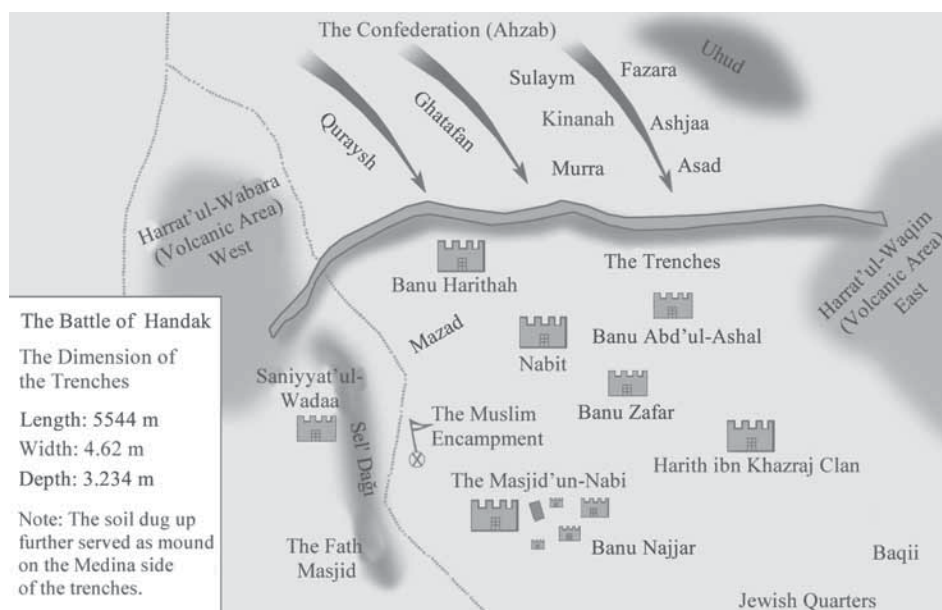 The Confederation (Ahzab)
Uhud
Sulaym
Fazara
Quraysh
Ghatafan
Kinanah
Ashjaa
Murra
Asad
Harrat'ul-Wabara
(Volcanic Area)
West
Harrat'ul-Waqim
(Volcanic Area)
East
The Trenches
Banu Harithah
Mazad
Nabit
Banu Abd'ul-Ashal
Banu Zafar
Saniyyat'ul-
Wadaa
Sel' Dağı
The Muslim
Encampment
Harith ibn Khazraj Clan
The Masjid'un-Nabi
Banu Najjar
The Fath
Masjid
Baqii
Jewish Quarters
The Battle of Handak
The Dimension of
the Trenches
Length: 5544 m
Width: 4.62 m
Depth: 3.234 m
Note: The soil dug up
further served as mound
on the Medina side
of the trenches.